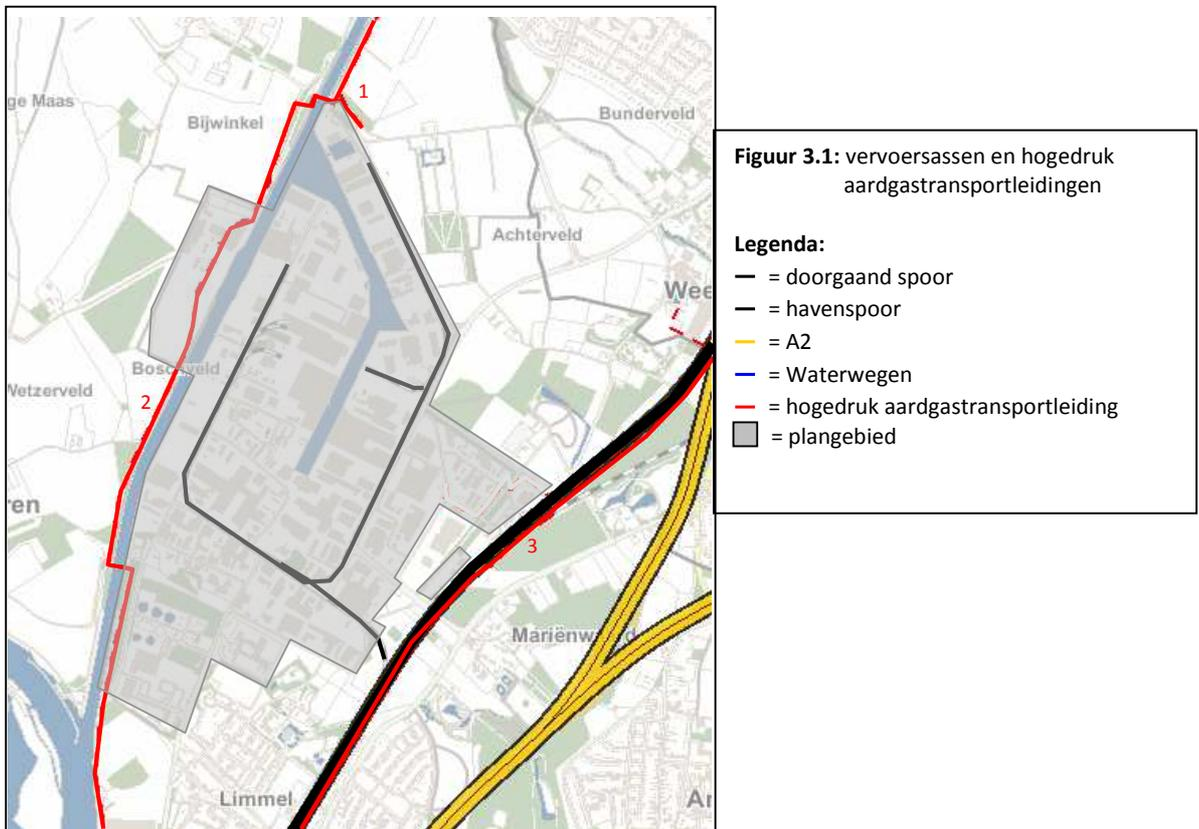 1
ge Maas
Bijwinkel
Bunderveld
Achterveld
Wee
Boschveld
Wetzerveld
2
ren
3
Mariënwaard
Limmel
Figuur 3.1: vervoersassen en hogedruk
aardgastransportleidingen
Legenda:
= doorgaand spoor
= havenspoor
= A2
= Waterwegen
= hogedruk aardgastransportleiding
= plangebied